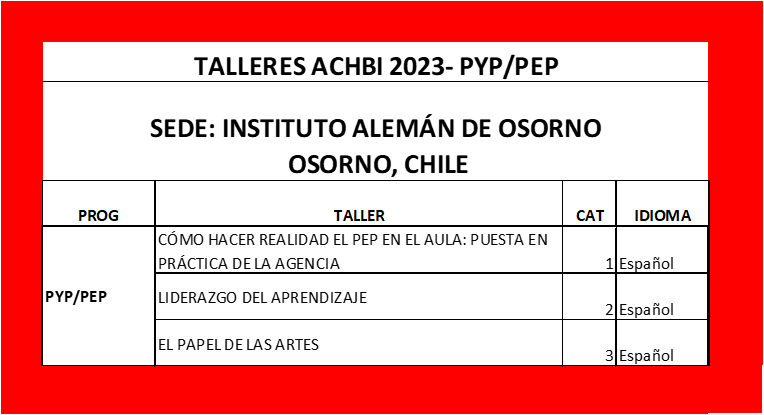 TALLERES ACHBI 2023- PYP/PEP
SEDE: INSTITUTO ALEMÁN DE OSORNO
OSORNO, CHILE
PROG TALLER CAT IDIOMA
CÓMO HACER REALIDAD EL PEP EN EL AULA: PUESTA EN
PRÁCTICA DE LA AGENCIA 1 Español
PYP/PEP LIDERAZGO DEL APRENDIZAJE 2 Español
EL PAPEL DE LAS ARTES 3 Español